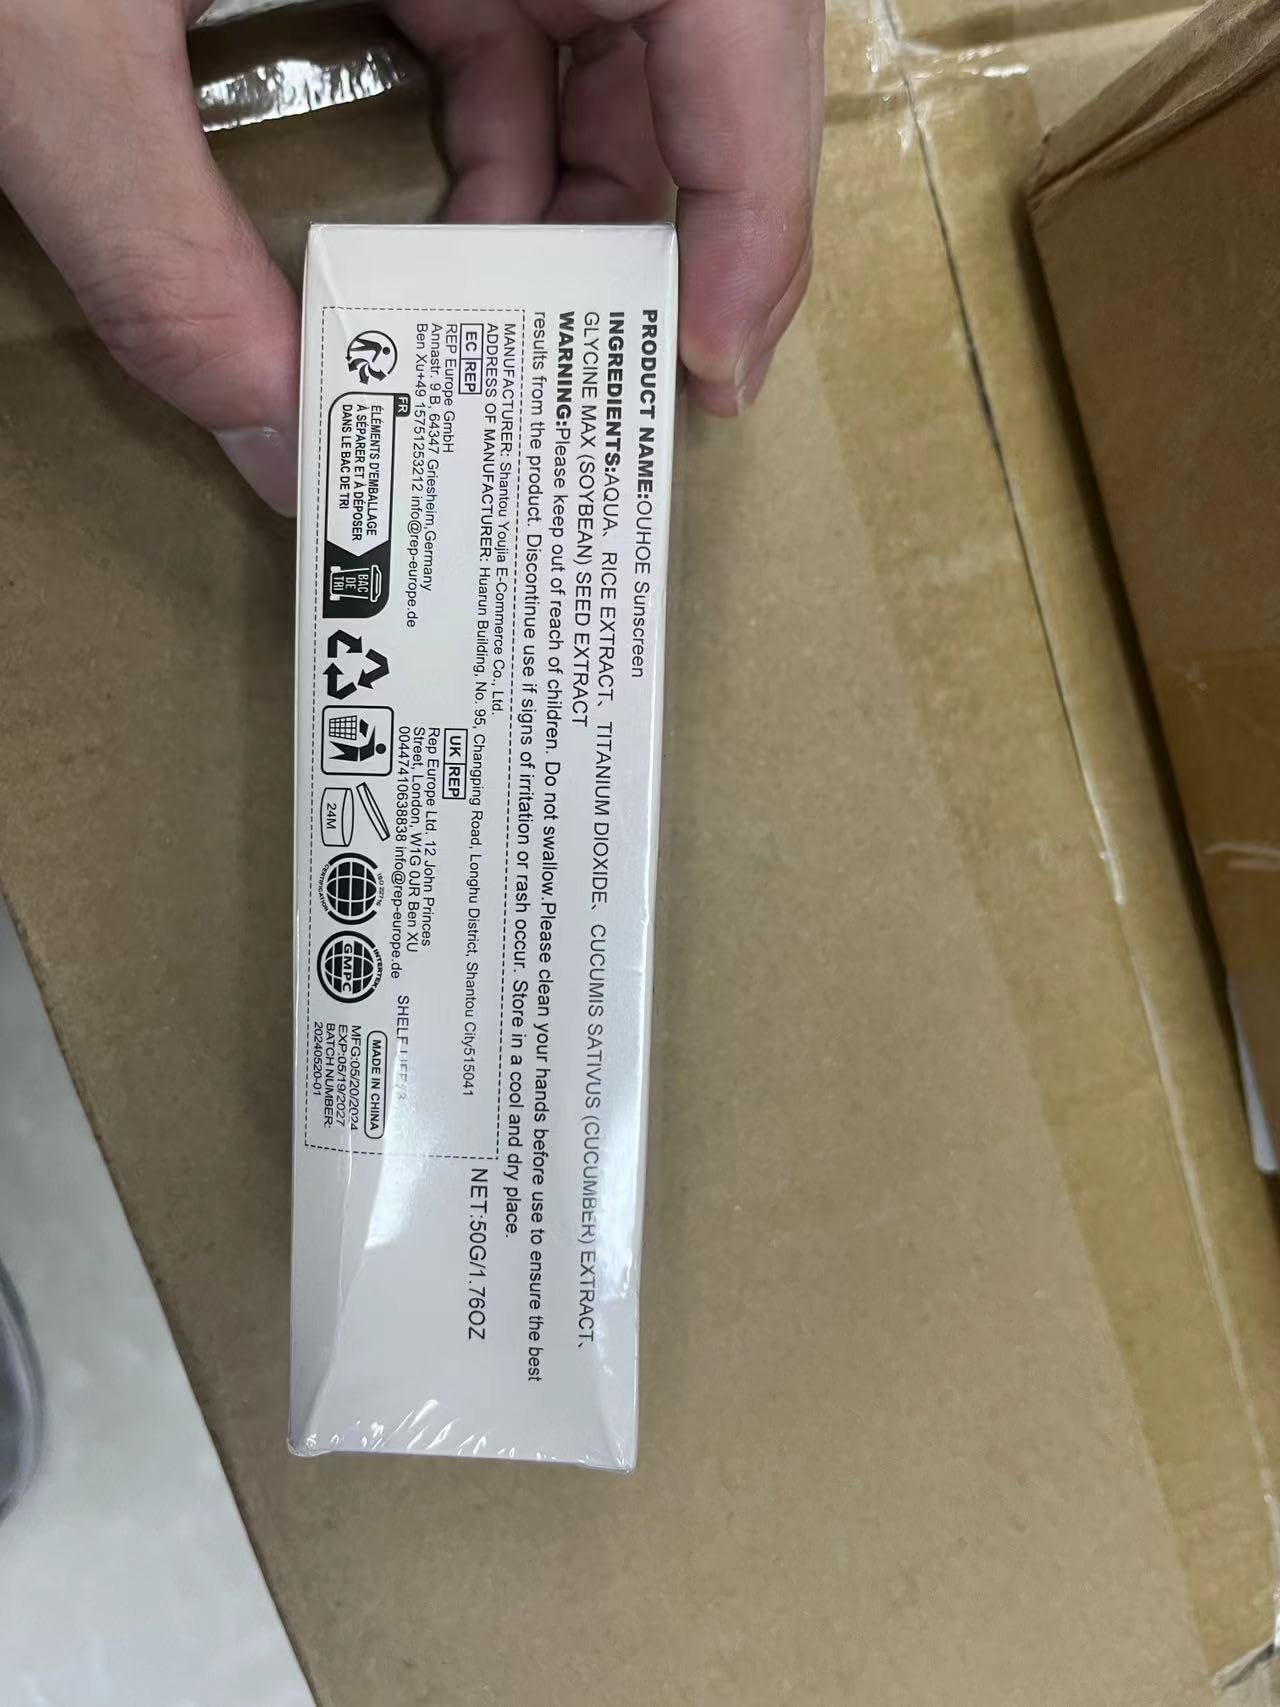 PRODUCT NAME:OUHOE Sunscreen
INGREDIENTS:AQUA、RICE EXTRACT、TITANIUM DIOXIDE、CUCUMIS SATIVUS (CUCUMBER) EXTRACT、
GLYCINE MAX (SOYBEAN) SEED EXTRACT
WARNING:Please keep out of reach of children. Do not swallow.Please clean your hands before use to ensure the best
results from the product. Discontinue use if signs of irritation or rash occur. Store in a cool and dry place.
MANUFACTURER: Shantou Youjia E-Commerce Co., Ltd.
ADDRESS OF MANUFACTURER: Huarun Building, No. 95, Changping Road, Longhu District, Shantou City515041
EC REP
REP Europe GmbH
Annastr. 9 B, 64347 Griesheim,Germany
Ben Xu+49 15751253212 info@rep-europe.de
UK REP
Rep Europe Ltd, 12 John Princes
Street, London, W1G 0JR Ben XU
00447410638838 info@rep-europe.de
NET:50G/1.76OZ
SHELF
FR
ÉLÉMENTS D'EMBALLAGE
À SÉPARER ET À DÉPOSER
DANS LE BAC DE TRI
BAC
DE
TRI
24M
CERTIFICATION
GMPC
MADE IN CHINA
MFG:05/20/2024
EXP:05/19/2027
BATCH NUMBER:
20240520-01